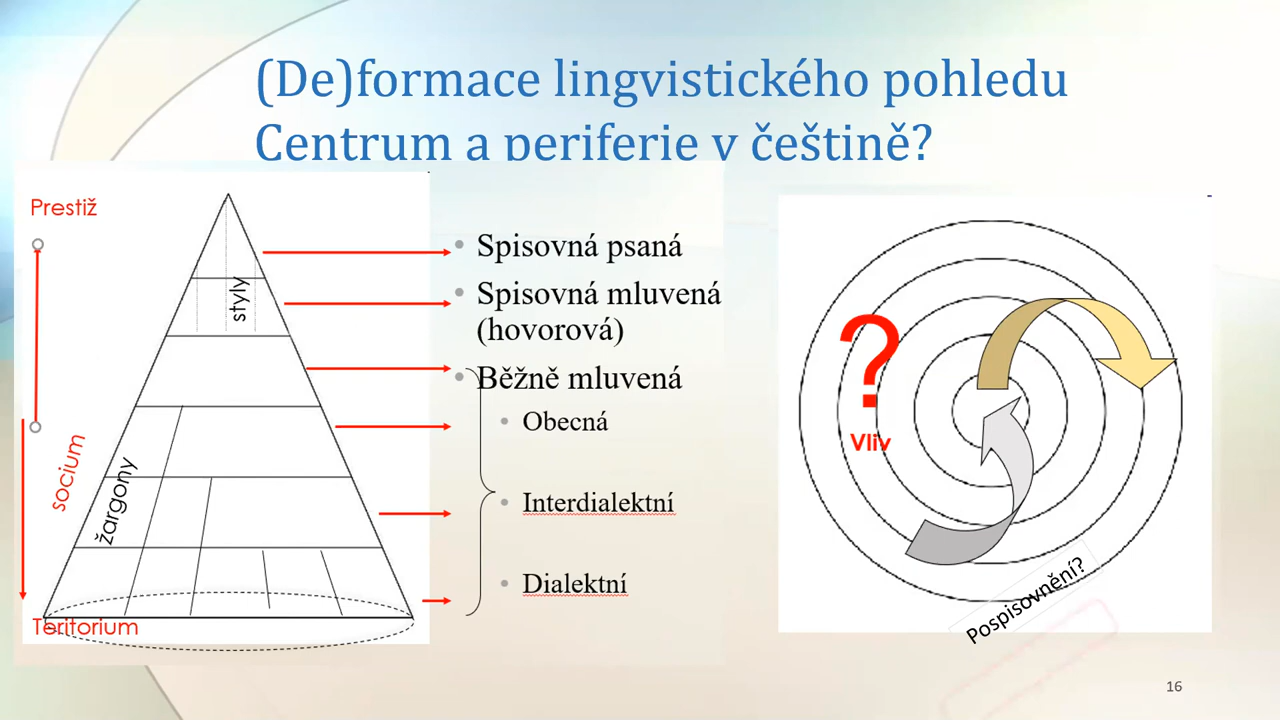 (De)formace lingvistického pohledu
Centrum a periferie v češtině?
Prestiž
styly
socium
žargony
Teritorium
Spisovná psaná
Spisovná mluvená
(hovorová)
Běžně mluvená
Obecná
Interdialektní
Dialektní
?
Vliv
Pospisovnění?
16